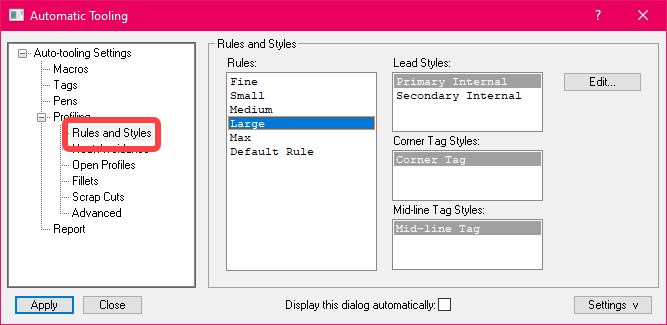 Automatic Tooling
Auto-tooling Settings
Macros
Tags
Pens
Profiling
Rules and Styles
Open Profiles
Fillets
Scrap Cuts
Advanced
Report
Rules and Styles
Rules:
Fine
Small
Medium
Large
Max
Default Rule
Lead Styles:
Primary Internal
Secondary Internal
Corner Tag Styles:
Corner Tag
Mid-line Tag Styles:
Mid-line Tag
Edit...
Apply
Close
Display this dialog automatically:
Settings v